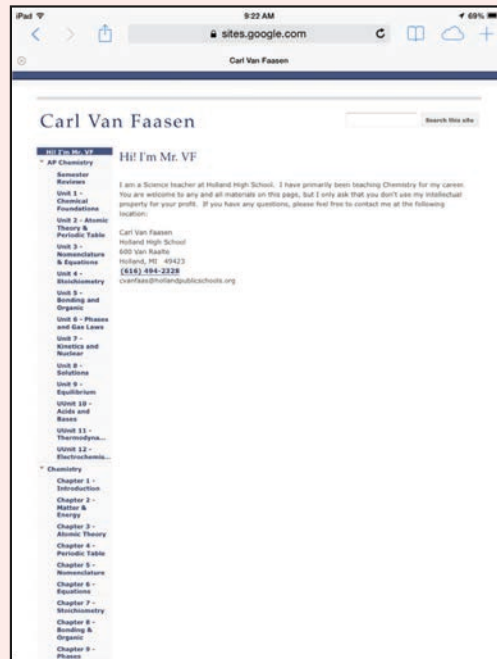 iPad
9:22 AM
69%
sites.google.com
Carl Van Faasen
Carl Van Faasen
Search this site
Hi! I'm Mr. VF
AP Chemistry
Semester
Reviews
Unit 1 -
Chemical
Foundations
Unit 2 - Atomic
Theory &
Periodic Table
Unit 3 -
Nomenclature
& Equations
Unit 4 -
Stoichiometry
Unit 5 -
Bonding and
Organic
Unit 6 - Phases
and Gas Laws
Unit 7 -
Kinetics and
Nuclear
Unit 8 -
Solutions
Unit 9 -
Equilibrium
UUnit 10 -
Acids and
Bases
UUnit 11 -
Thermodyna...
UUnit 12 -
Electrochemis...
Chemistry
Chapter 1 -
Introduction
Chapter 2 -
Matter &
Energy
Chapter 3 -
Atomic Theory
Chapter 4 -
Periodic Table
Chapter 5 -
Nomenclature
Chapter 6 -
Equations
Chapter 7 -
Stoichiometry
Chapter 8 -
Bonding &
Organic
Chapter 9 -
Phases
Hi! I'm Mr. VF
I am a Science teacher at Holland High School. I have primarily been teaching Chemistry for my career.
You are welcome to any and all materials on this page, but I only ask that you don't use my intellectual
property for your profit. If you have any questions, please feel free to contact me at the following
location:
Carl Van Faasen
Holland High School
600 Van Raalte
Holland, MI 49423
(616) 494-2228
cvanfaas@hollandpublicschools.org